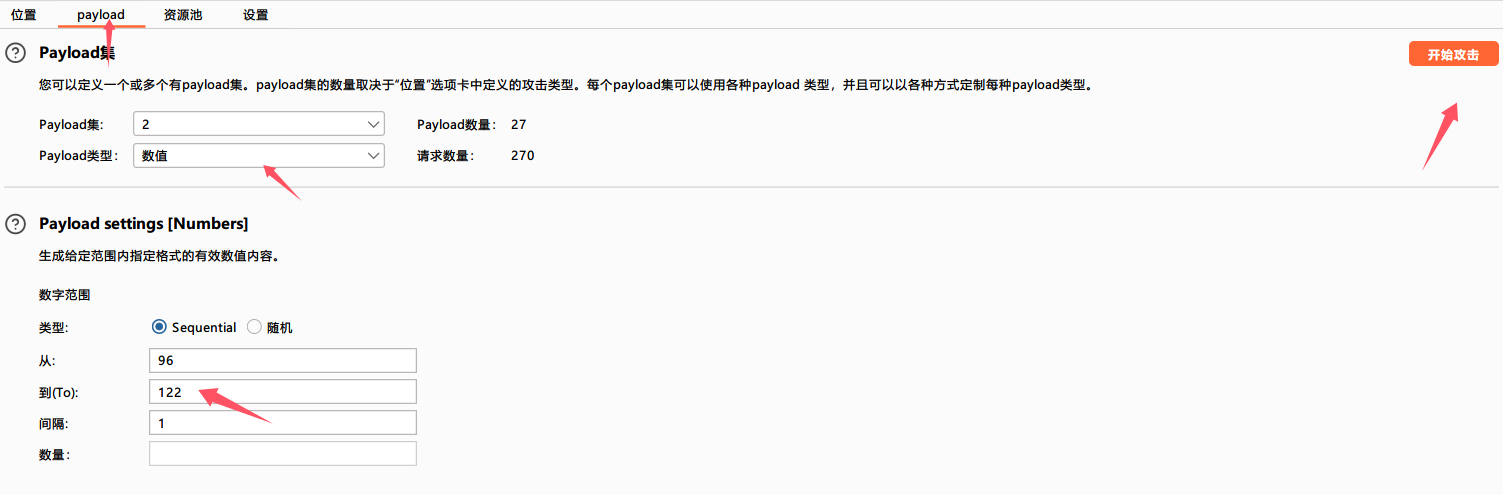 位置 payload 资源池 设置
Payload集
开始攻击
您可以定义一个或多个有payload集。payload集的数量取决于“位置”选项卡中定义的攻击类型。每个payload集可以使用各种payload 类型，并且可以以各种方式定制每种payload类型。
Payload集: 2 Payload数量： 27
Payload类型： 数值 请求数量： 270
Payload settings [Numbers]
生成给定范围内指定格式的有效数值内容。
数字范围
类型: Sequential 随机
从: 96
到(To): 122
间隔: 1
数量：